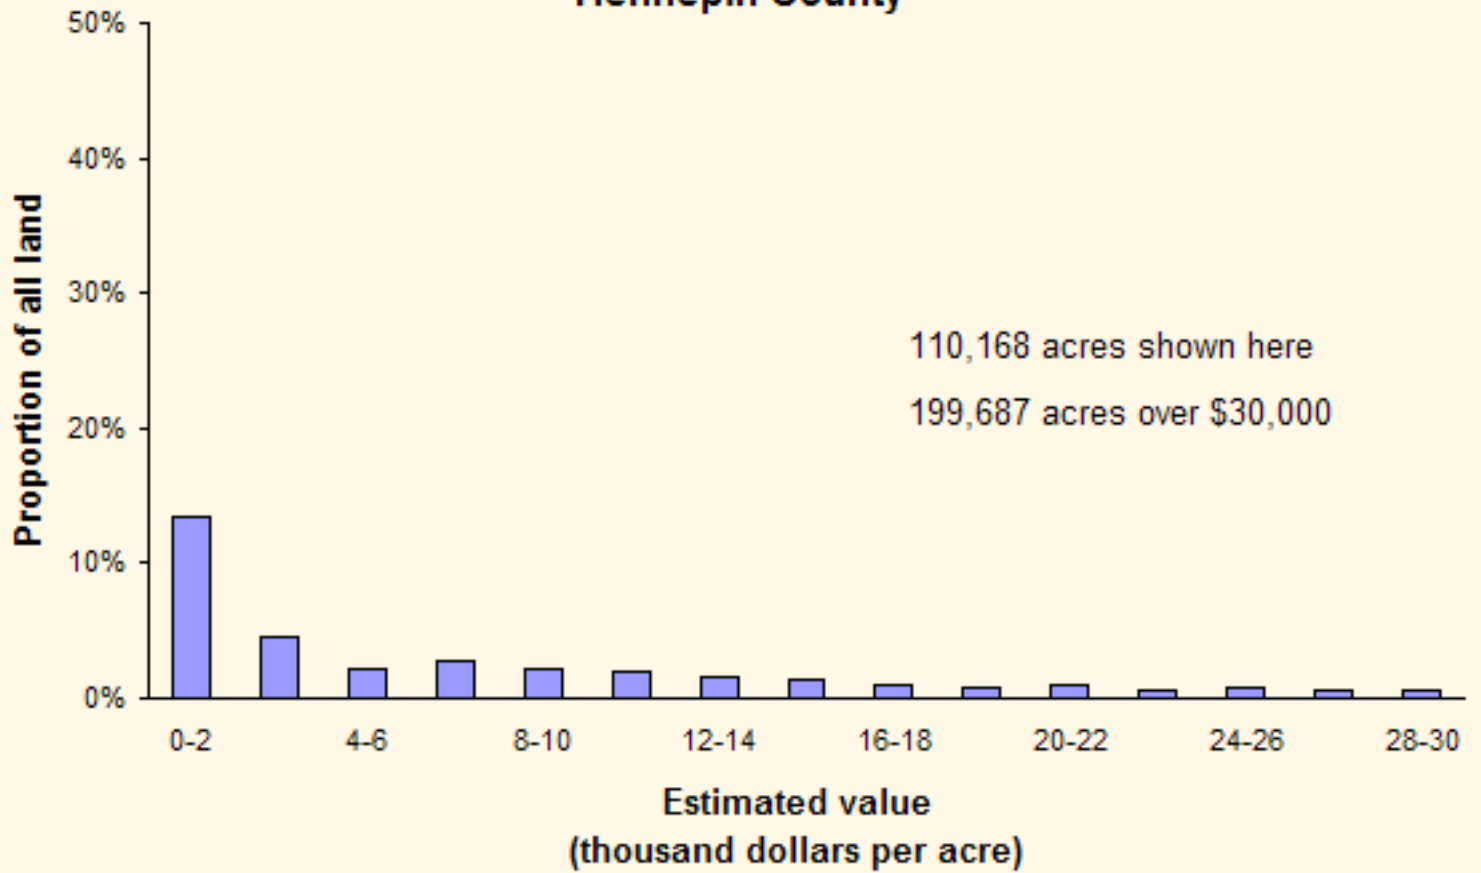 Hennepin County
50%
40%
30%
20%
10%
0%
Proportion of all land
110,168 acres shown here
199,687 acres over $30,000
0-2 4-6 8-10 12-14 16-18 20-22 24-26 28-30
Estimated value
(thousand dollars per acre)